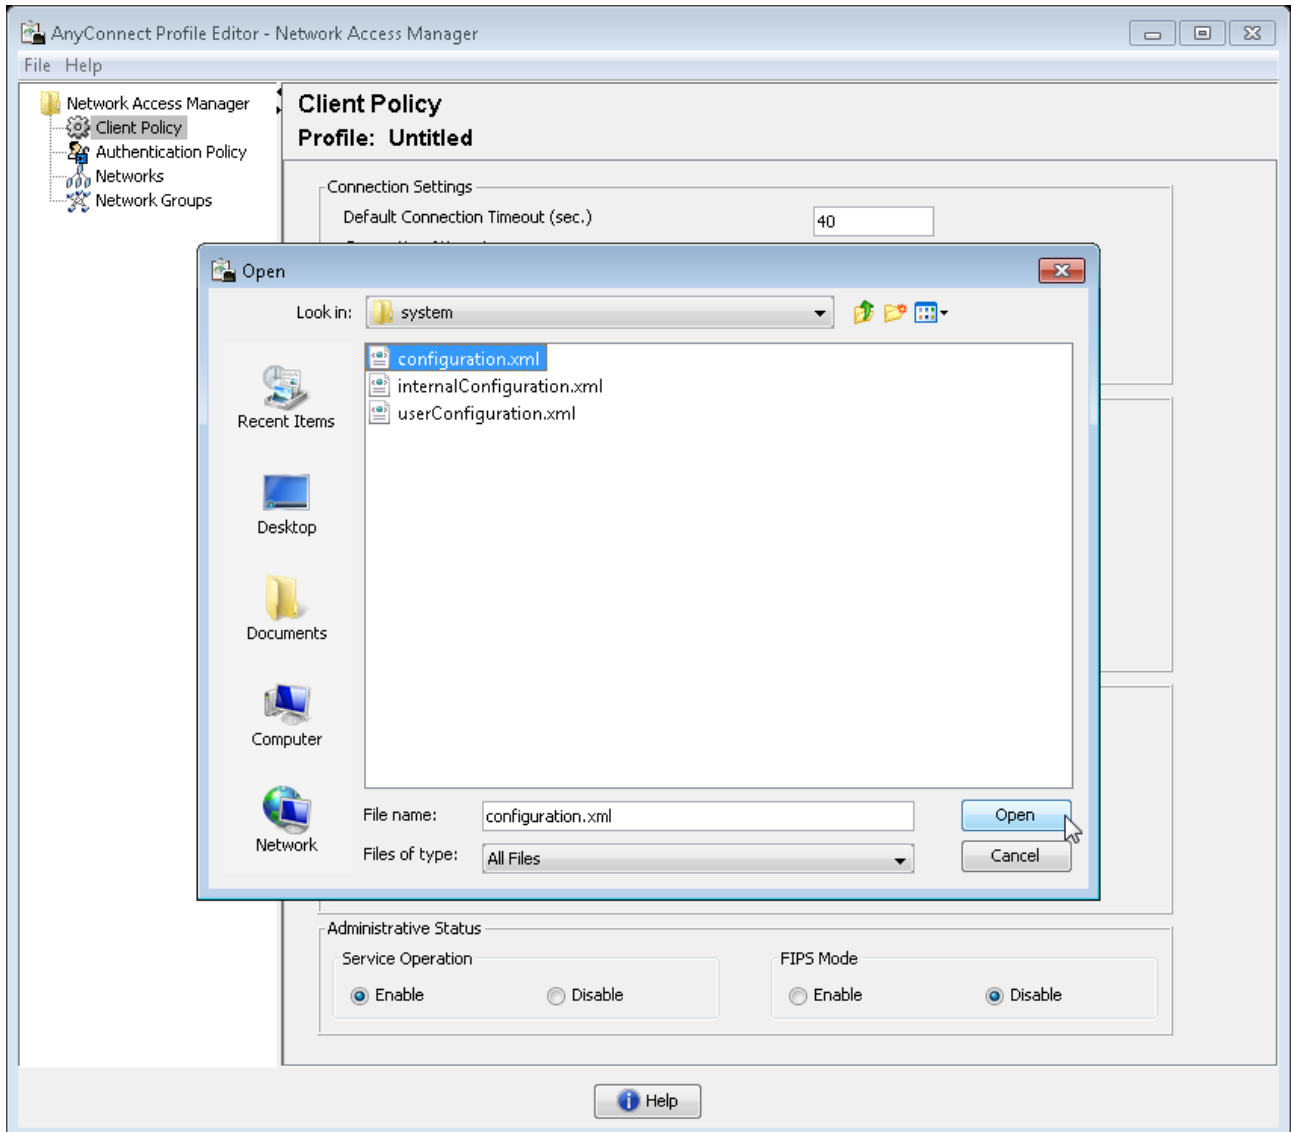 AnyConnect Profile Editor - Network Access Manager
File Help
Network Access Manager
Client Policy
Authentication Policy
Networks
Network Groups
Client Policy
Profile: Untitled
Connection Settings
Default Connection Timeout (sec.)
40
Open
Look in:
system
configuration.xml
internalConfiguration.xml
userConfiguration.xml
Recent Items
Desktop
Documents
Computer
Network
File name:
configuration.xml
Open
Files of type:
All Files
Cancel
Administrative Status
Service Operation
Enable
Disable
FIPS Mode
Enable
Disable
Help